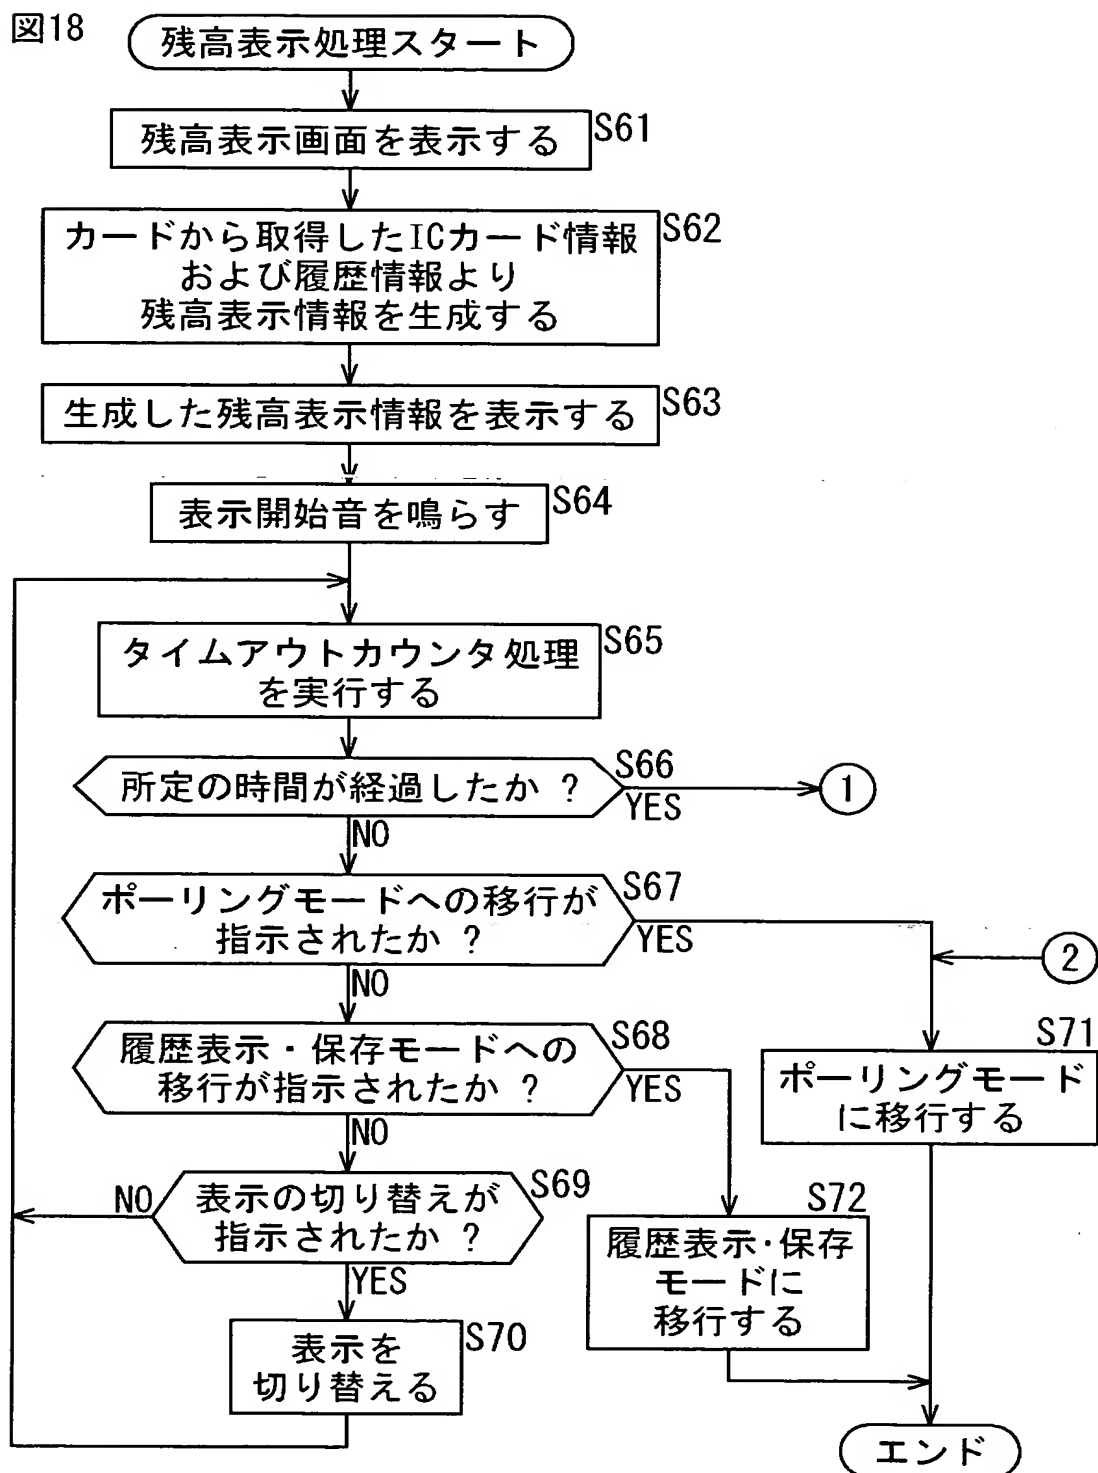 図18
残高表示処理スタート
残高表示画面を表示する
S61
カードから取得したICカード情報
および履歴情報より
残高表示情報を生成する
S62
生成した残高表示情報を表示する
S63
表示開始音を鳴らす
S64
タイムアウトカウンタ処理
を実行する
S65
所定の時間が経過したか ?
S66
YES
1
NO
ポーリングモードへの移行が
指示されたか ?
S67
YES
2
NO
履歴表示・保存モードへの
移行が指示されたか ?
S68
YES
S71
ポーリングモード
に移行する
NO
表示の切り替えが
指示されたか ?
S69
NO
S72
履歴表示・保存
モードに
移行する
YES
表示を
切り替える
S70
エンド